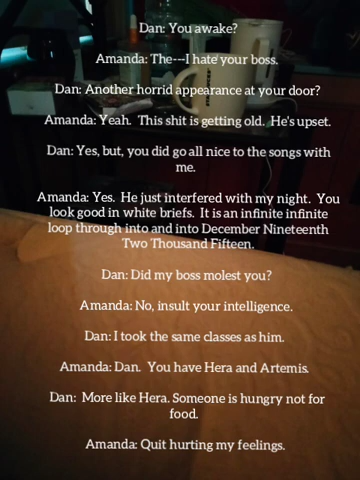 Dan: You awake?
Amanda: The---I hate your boss.
Dan: Another horrid appearance at your door?
Amanda: Yeah.  This shit is getting old.  He's upset.
Dan: Yes, but, you did go all nice to the songs with
me.
Amanda: Yes.  He just interfered with my night.  You
look good in white briefs.  It is an infinite infinite
loop through into and into December Nineteenth
Two Thousand Fifteen.
Dan: Did my boss molest you?
Amanda: No, insult your intelligence.
Dan: I took the same classes as him.
Amanda: Dan.  You have Hera and Artemis.
Dan:  More like Hera. Someone is hungry not for
food.
Amanda: Quit hurting my feelings.